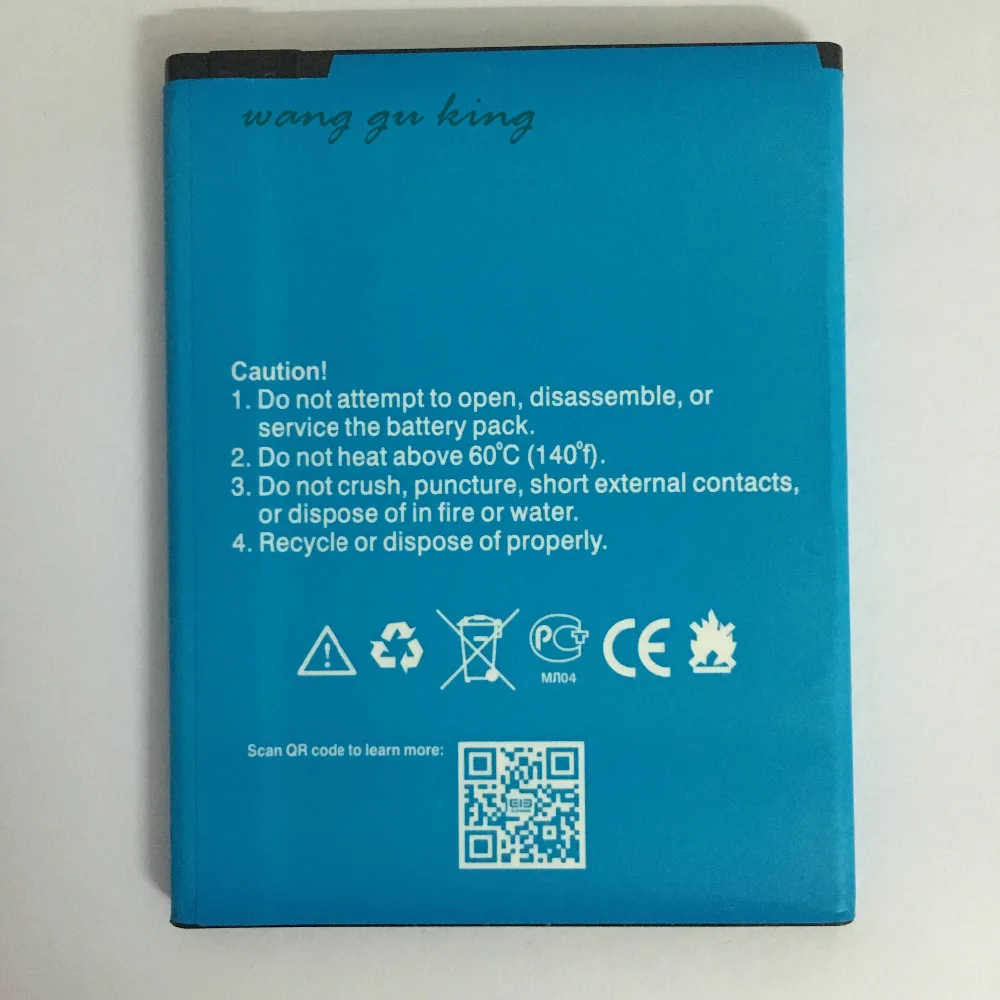 wang gu king
Caution!
1. Do not attempt to open, disassemble, or
service the battery pack.
2. Do not heat above 60°C (140°f).
3. Do not crush, puncture, short external contacts,
or dispose of in fire or water.
4. Recycle or dispose of properly.
РСТ
CE
МЛ04
Scan QR code to learn more: